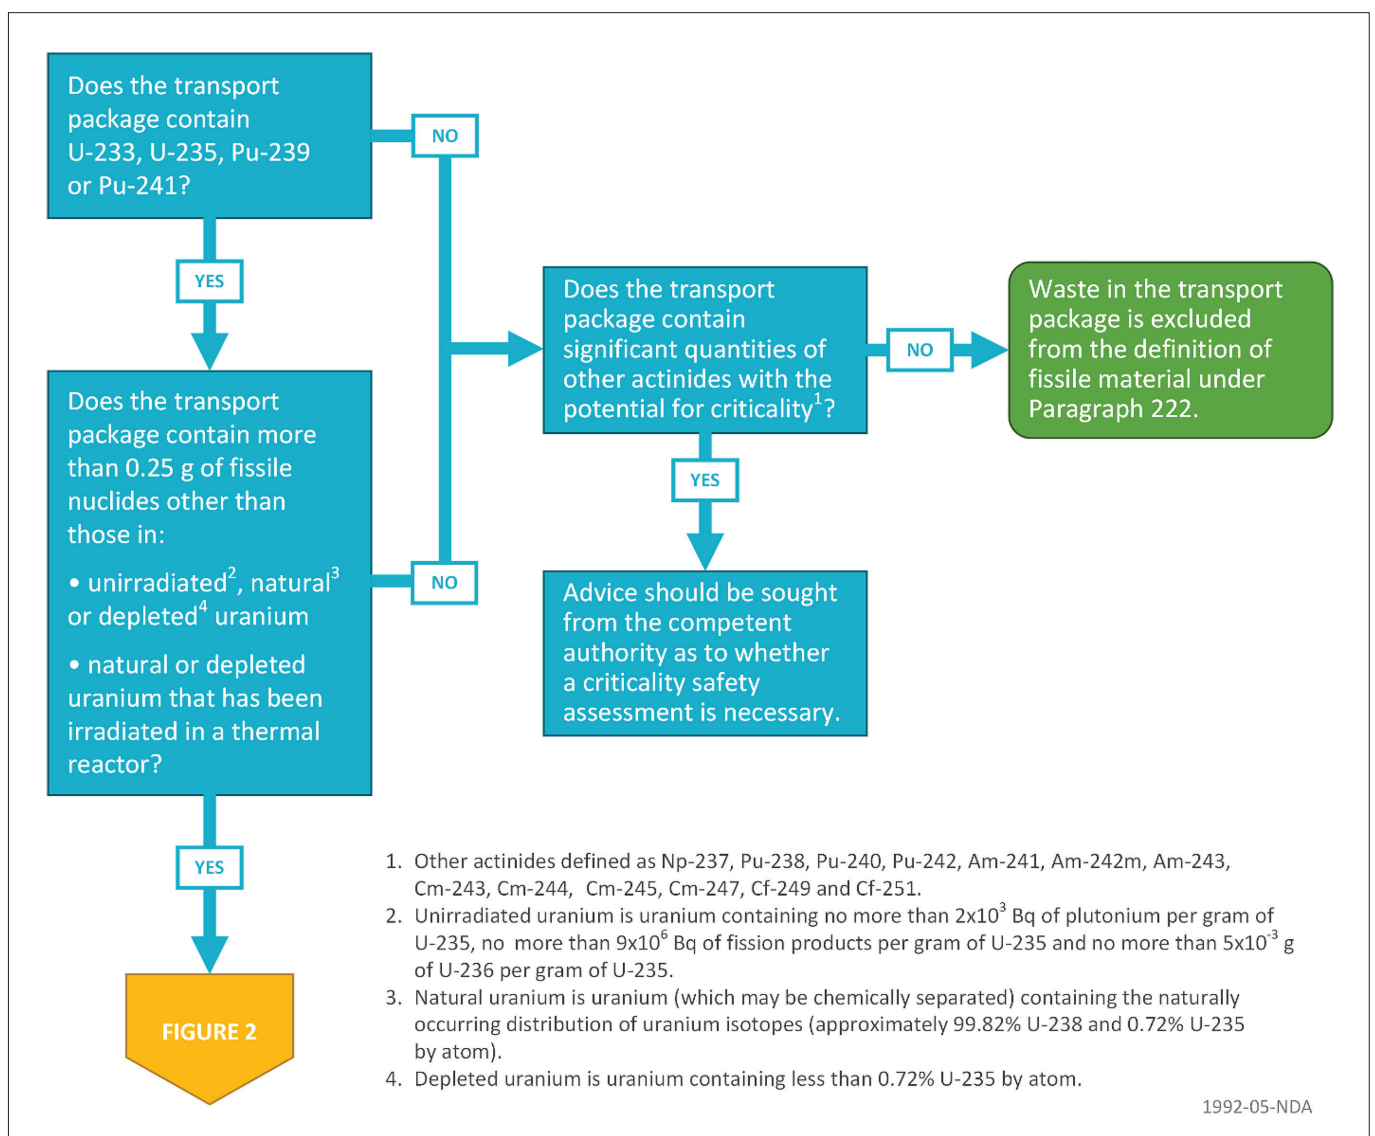 Does the transport
package contain
U-233, U-235, Pu-239
or Pu-241?
NO
YES
Does the transport
package contain
significant quantities of
other actinides with the
potential for criticality¹?
NO
Waste in the transport
package is excluded
from the definition of
fissile material under
Paragraph 222.
Does the transport
package contain more
than 0.25 g of fissile
nuclides other than
those in:
• unirradiated², natural³
or depleted⁴ uranium
• natural or depleted
uranium that has been
irradiated in a thermal
reactor?
NO
YES
Advice should be sought
from the competent
authority as to whether
a criticality safety
assessment is necessary.
YES
FIGURE 2
1. Other actinides defined as Np-237, Pu-238, Pu-240, Pu-242, Am-241, Am-242m, Am-243,
Cm-243, Cm-244, Cm-245, Cm-247, Cf-249 and Cf-251.
2. Unirradiated uranium is uranium containing no more than 2x10³ Bq of plutonium per gram of
U-235, no more than 9x10⁶ Bq of fission products per gram of U-235 and no more than 5x10⁻³ g
of U-236 per gram of U-235.
3. Natural uranium is uranium (which may be chemically separated) containing the naturally
occurring distribution of uranium isotopes (approximately 99.82% U-238 and 0.72% U-235
by atom).
4. Depleted uranium is uranium containing less than 0.72% U-235 by atom.
1992-05-NDA